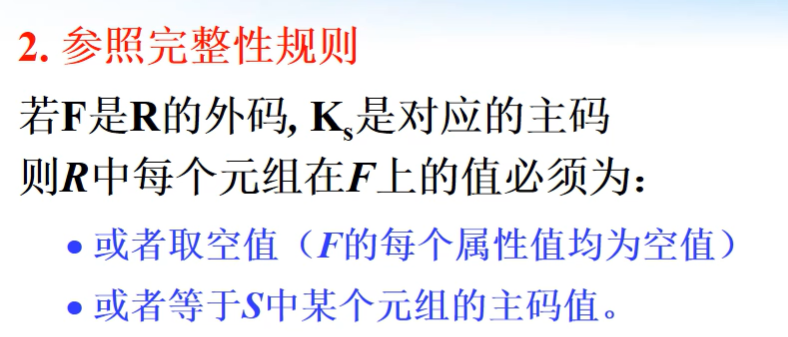 2. 参照完整性规则
若F是R的外码, Ks是对应的主码
则R中每个元组在F上的值必须为：
• 或者取空值（F的每个属性值均为空值）
• 或者等于S中某个元组的主码值。